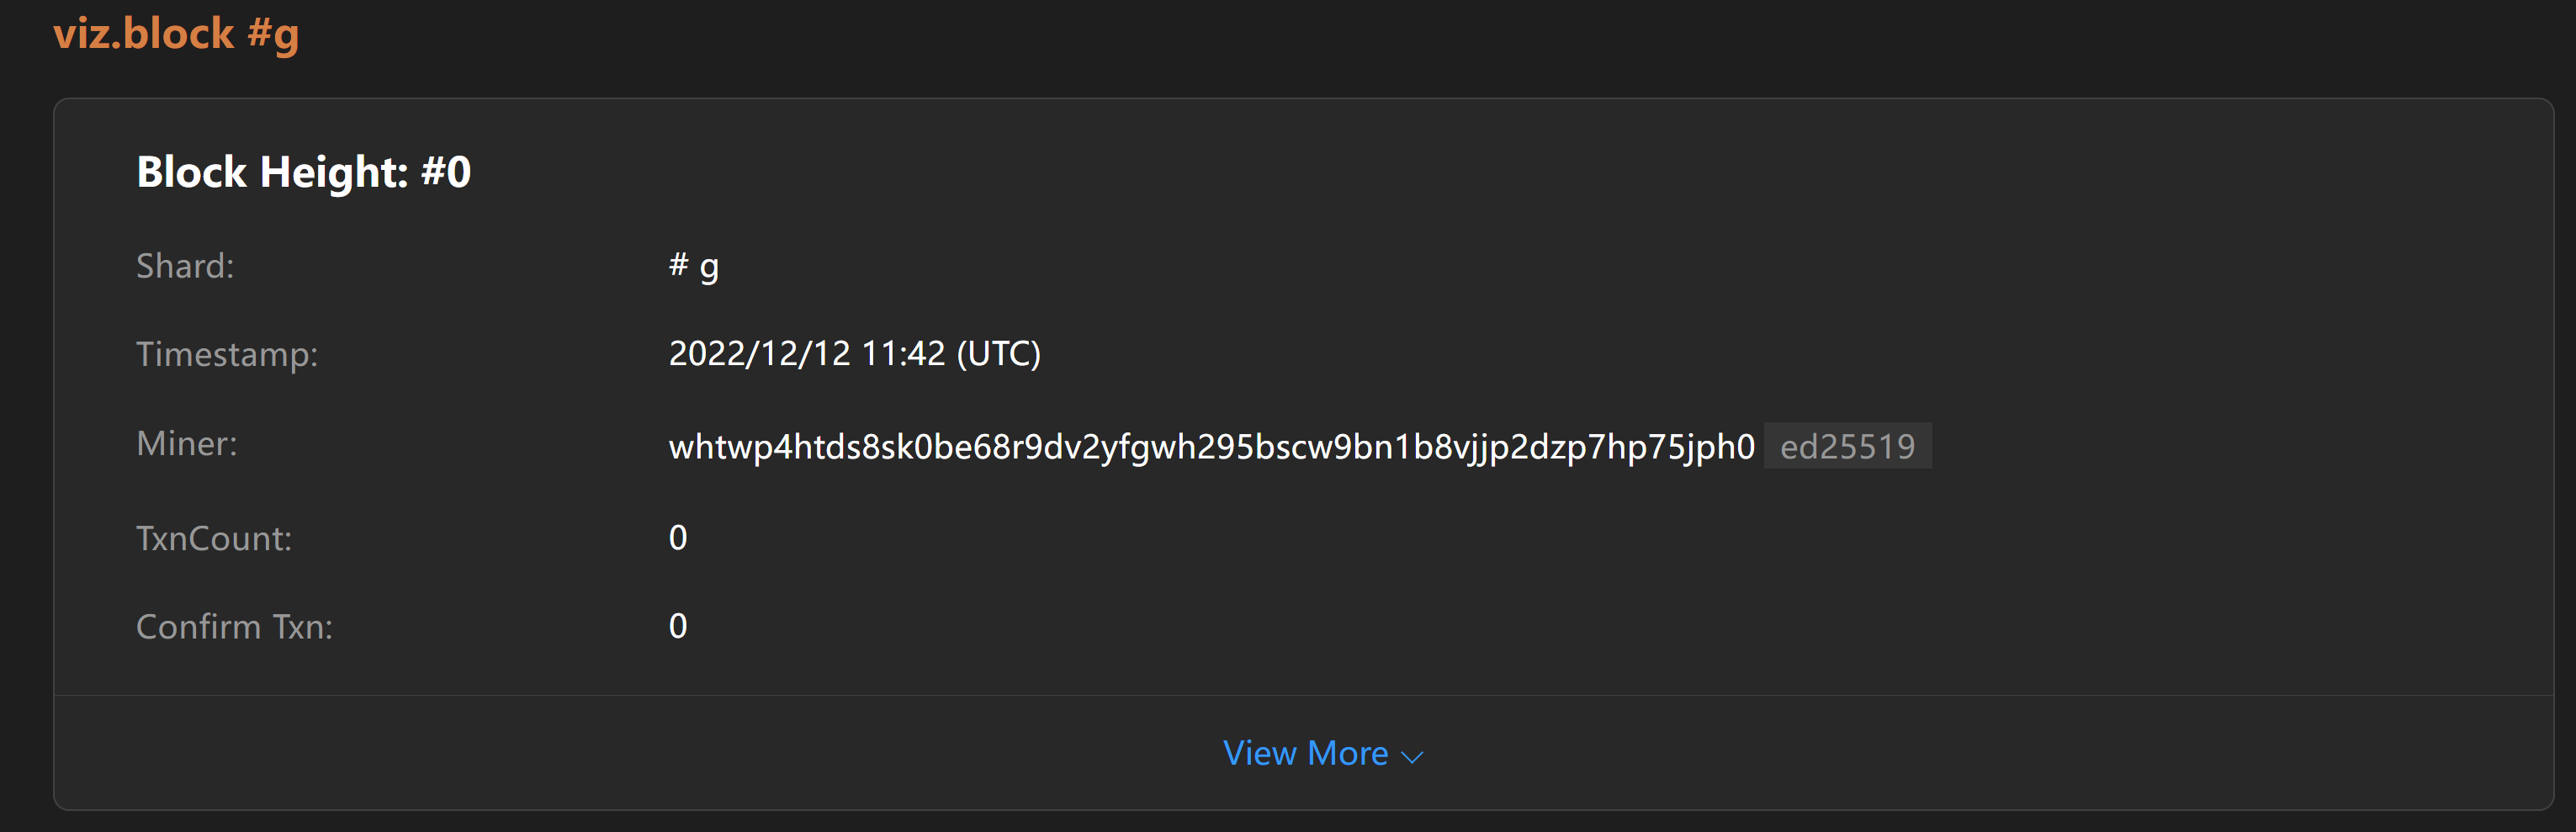 viz.block #g
Block Height: #0
Shard: # g
Timestamp: 2022/12/12 11:42 (UTC)
Miner: whtwp4htds8sk0be68r9dv2yfgwh295bscw9bn1b8vjjp2dzp7hp75jph0 ed25519
TxnCount: 0
Confirm Txn: 0
View More